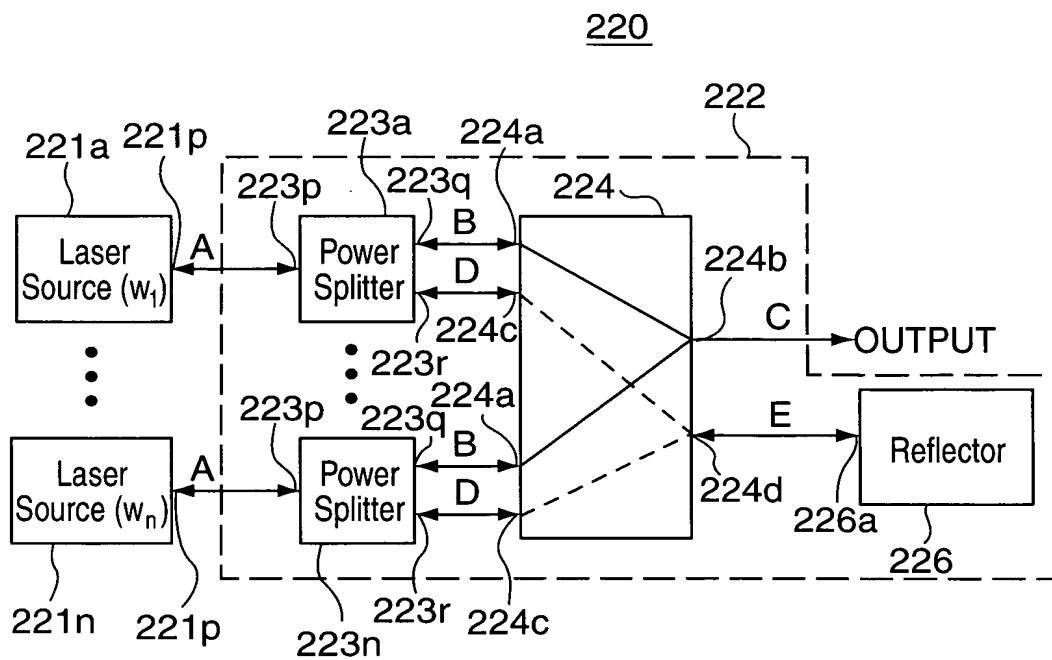 220
222
221a
221p
223a
224a
223p
223q
224
Laser
Source (w1)
A
Power
Splitter
B
D
224b
C
OUTPUT
224c
223r
224a
223p
223q
E
Reflector
Laser
Source (wn)
A
Power
Splitter
B
D
224d
226a
226
221n
221p
223n
223r
224c